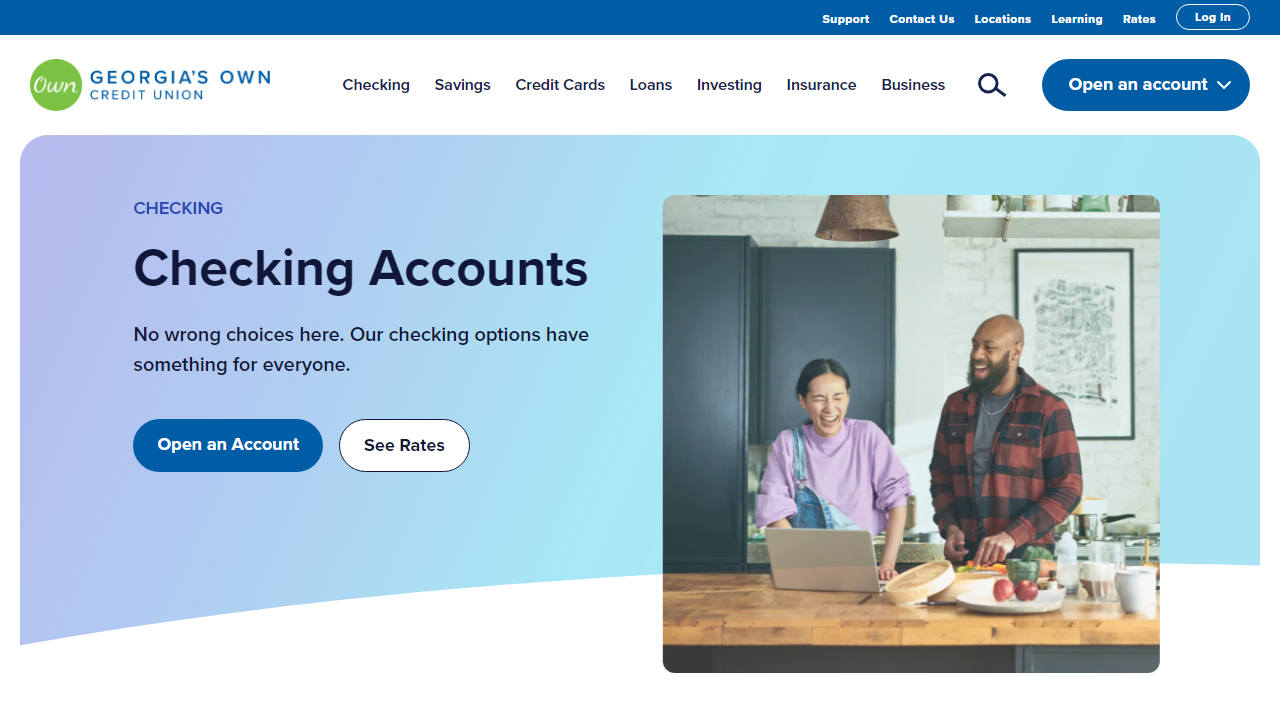 Support Contact Us Locations Learning Rates Log In
Own GEORGIA'S OWN
CREDIT UNION
Checking Savings Credit Cards Loans Investing Insurance Business Open an account
CHECKING
Checking Accounts
No wrong choices here. Our checking options have
something for everyone.
Open an Account See Rates